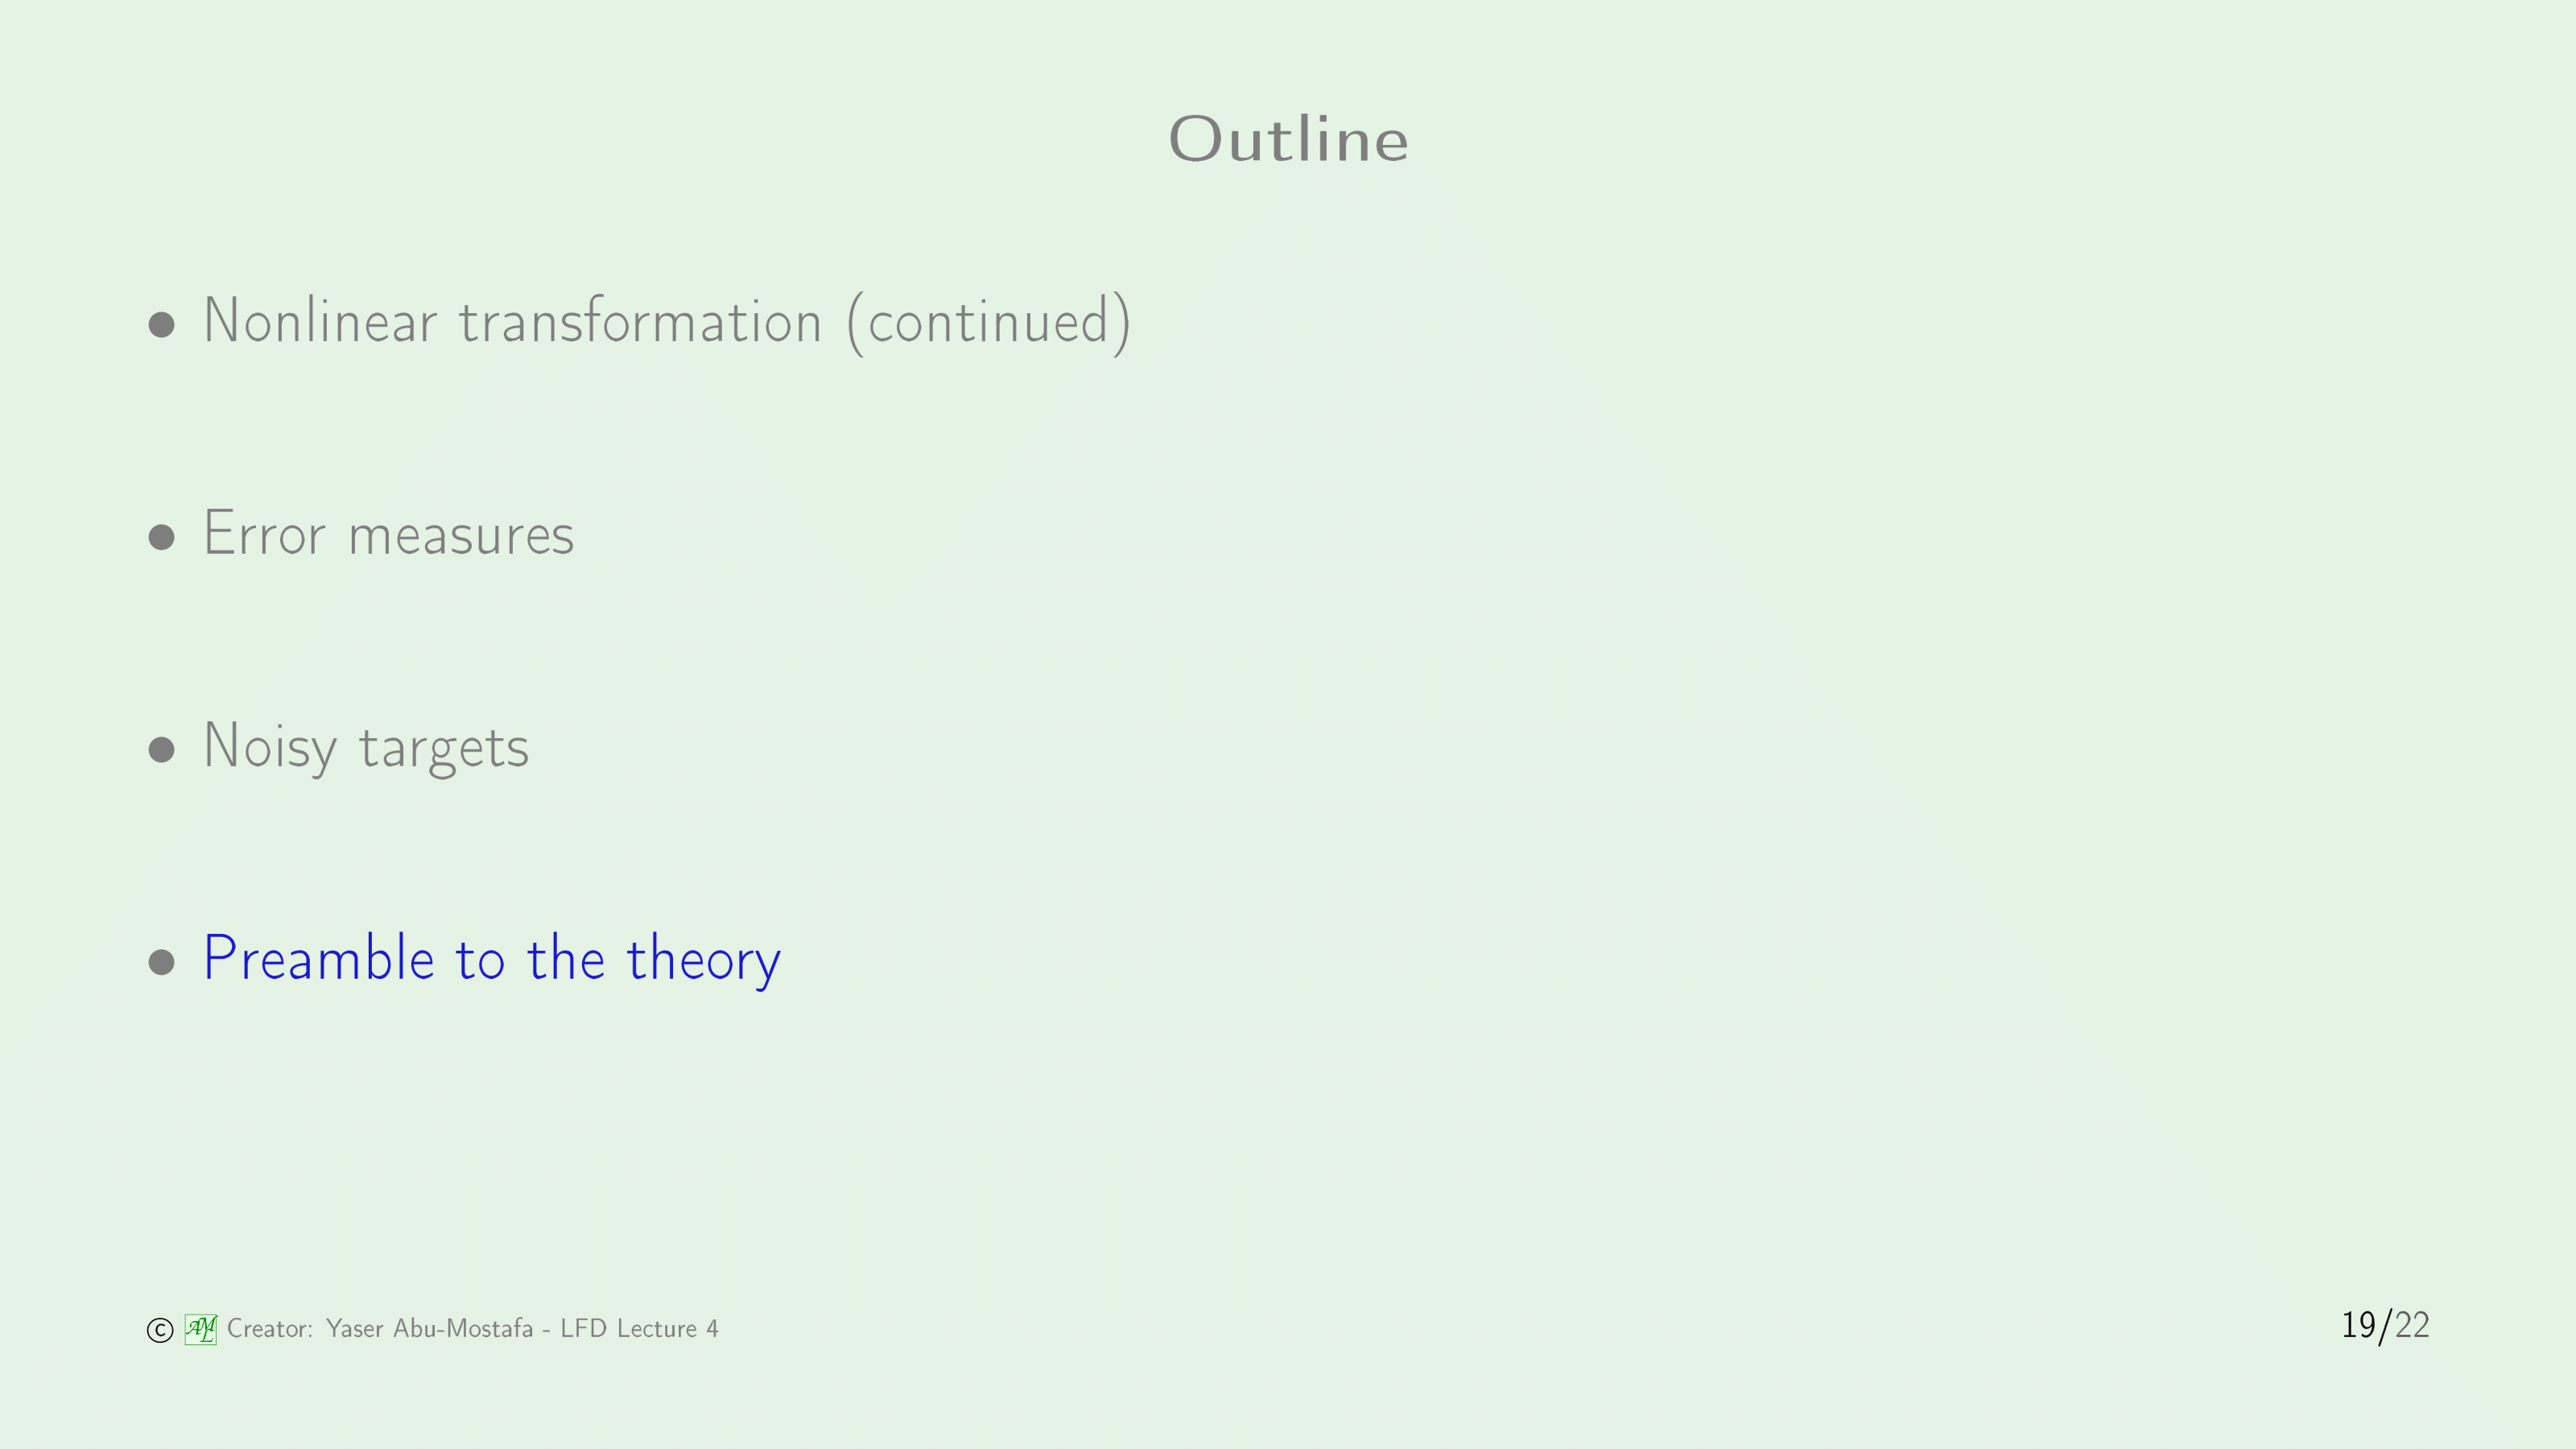 Outline
• Nonlinear transformation (continued)
• Error measures
• Noisy targets
• Preamble to the theory
© AML Creator: Yaser Abu-Mostafa - LFD Lecture 4
19/22